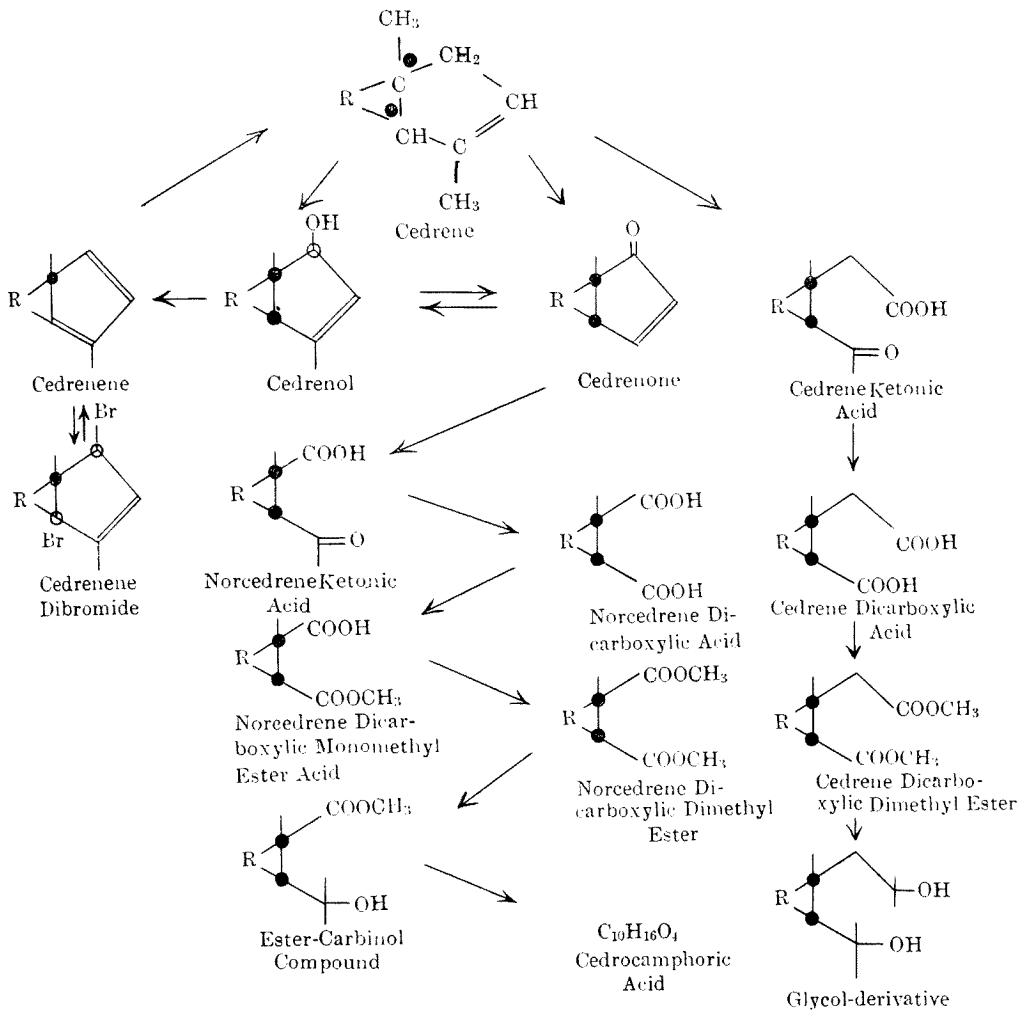 CH₃
CH₂
C
R
CH
CH
C
CH₃
Cedrene
OH
O
R
R
R
R
COOH
O
Cedrenene
Cedrenol
Cedrenone
Cedrene Ketonic
Acid
Br
R
Br
Cedrenene
Dibromide
COOH
R
O
Norcedrene Ketonic
Acid
COOH
R
COOH
Norcedrene Di-
carboxylic Acid
R
COOH
COOH
Cedrene Dicarboxylic
Acid
COOH
R
COOCH₃
Norcedrene Dicar-
boxylic Monomethyl
Ester Acid
COOCH₃
R
COOCH₃
Norcedrene Di-
carboxylic Dimethyl
Ester
R
COOCH₃
COOCH₃
Cedrene Dicarbo-
xylic Dimethyl Ester
COOCH₃
R
OH
Ester-Carbinol
Compound
C₁₀H₁₆O₄
Cedrocamphoric
Acid
R
OH
OH
Glycol-derivative